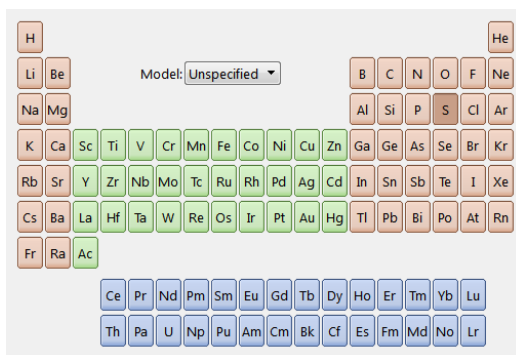 H He
Li Be Model: Unspecified B C N O F Ne
Na Mg Al Si P S Cl Ar
K Ca Sc Ti V Cr Mn Fe Co Ni Cu Zn Ga Ge As Se Br Kr
Rb Sr Y Zr Nb Mo Tc Ru Rh Pd Ag Cd In Sn Sb Te I Xe
Cs Ba La Hf Ta W Re Os Ir Pt Au Hg Tl Pb Bi Po At Rn
Fr Ra Ac
Ce Pr Nd Pm Sm Eu Gd Tb Dy Ho Er Tm Yb Lu
Th Pa U Np Pu Am Cm Bk Cf Es Fm Md No Lr